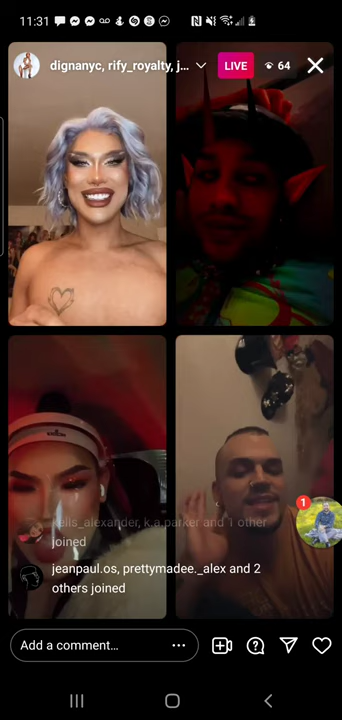 11:31
dignanyc, rify_royalty, j...
LIVE
64
1
kells_alexander, k.a.parker and 1 other
joined
jeanpaul.os, prettymadee._alex and 2
others joined
Add a comment...